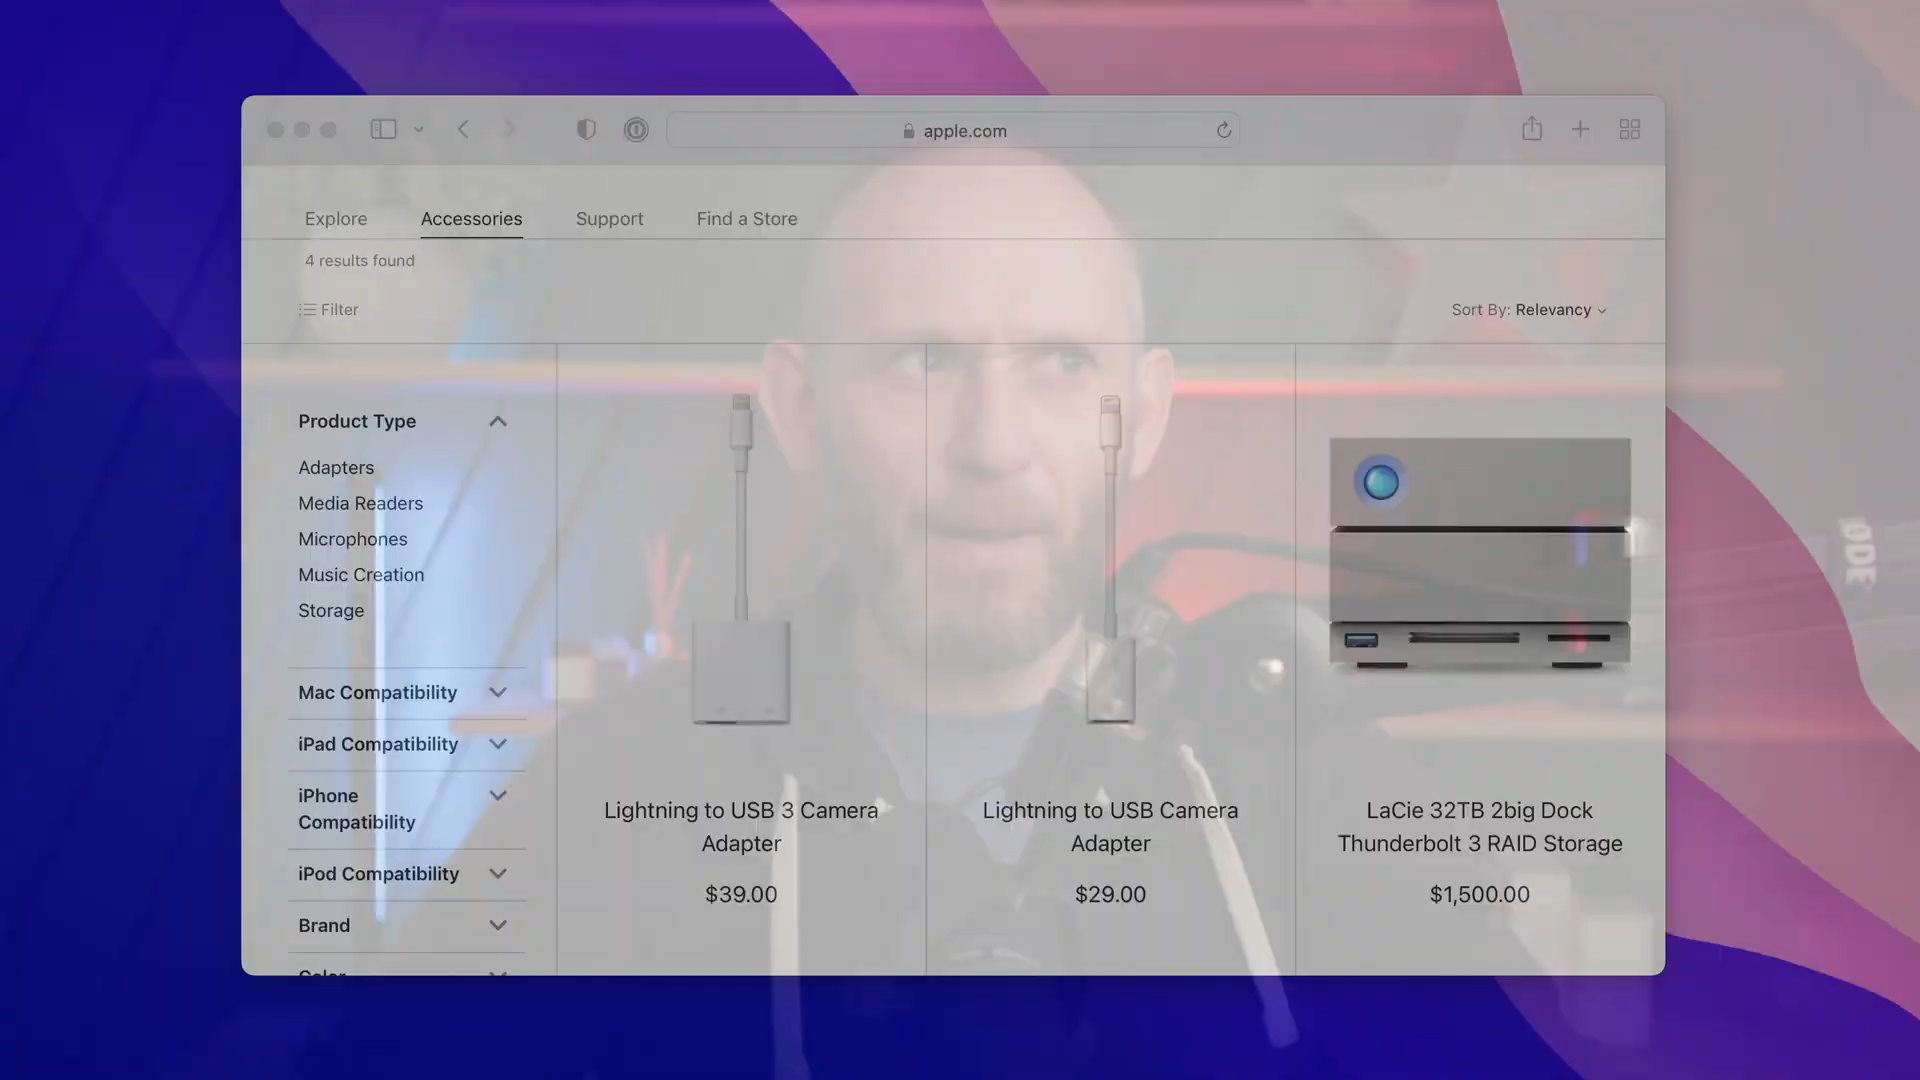 apple.com
Explore
Accessories
Support
Find a Store
4 results found
Filter
Sort By: Relevancy
Product Type
Adapters
Media Readers
Microphones
Music Creation
Storage
Mac Compatibility
iPad Compatibility
iPhone
Compatibility
iPod Compatibility
Brand
Color
Lightning to USB 3 Camera
Adapter
$39.00
Lightning to USB Camera
Adapter
$29.00
LaCie 32TB 2big Dock
Thunderbolt 3 RAID Storage
$1,500.00